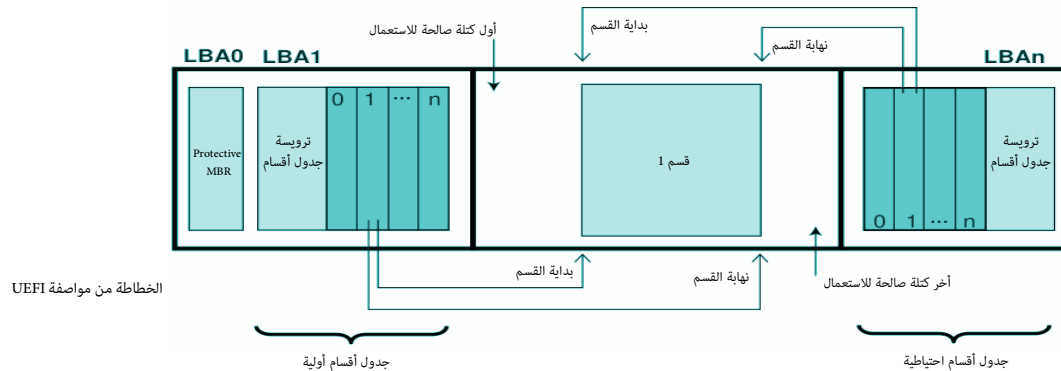 بداية القسم
أول كتلة صالحة للاستعمال
نهاية القسم
LBA0
LBA1
LBAn
0 1 ... n
ترويسة
جدول أقسام
Protective
MBR
قسم 1
ترويسة
جدول أقسام
0 1 ... n
بداية القسم
نهاية القسم
أخر كتلة صالحة للاستعمال
الخطاطة من مواصفة UEFI
جدول أقسام أولية
جدول أقسام احتياطية